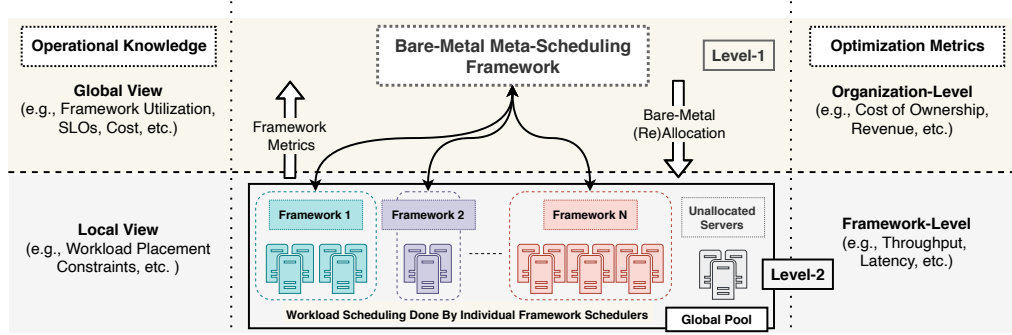 Operational Knowledge
Global View
(e.g., Framework Utilization,
SLOs, Cost, etc.)
Framework
Metrics
Bare-Metal Meta-Scheduling
Framework
Level-1
Bare-Metal
(Re)Allocation
Optimization Metrics
Organization-Level
(e.g., Cost of Ownership,
Revenue, etc.)
Local View
(e.g., Workload Placement
Constraints, etc. )
Framework 1
Framework 2
Framework N
Unallocated
Servers
Workload Scheduling Done By Individual Framework Schedulers
Global Pool
Level-2
Framework-Level
(e.g., Throughput,
Latency, etc.)